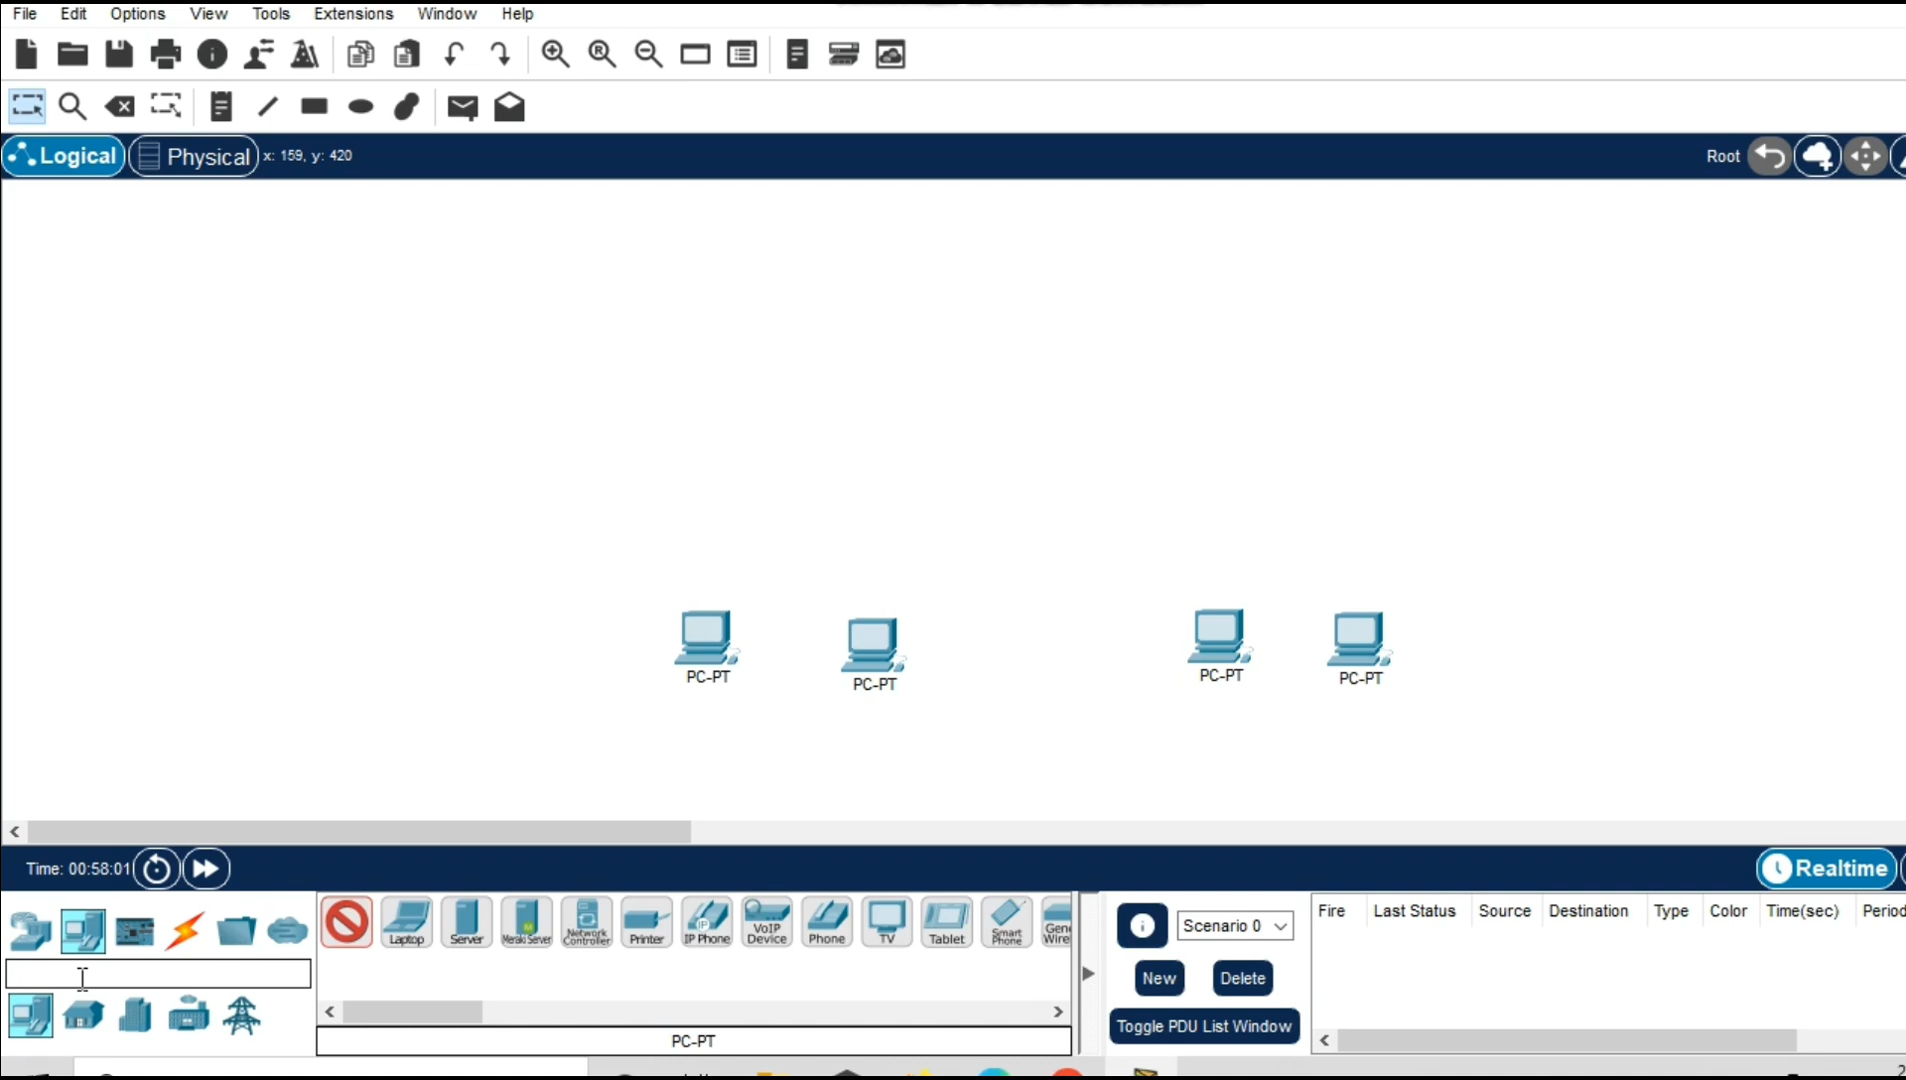 File Edit Options View Tools Extensions Window Help
Logical Physical x: 159, y: 420 Root
PC-PT PC-PT PC-PT PC-PT
Time: 00:58:01 Realtime
Laptop Server Meraki Server Network Controller Printer IP Phone VoIP Device Phone TV Tablet Smart Phone
Scenario 0
Fire Last Status Source Destination Type Color Time(sec) Period
New Delete
Toggle PDU List Window
PC-PT